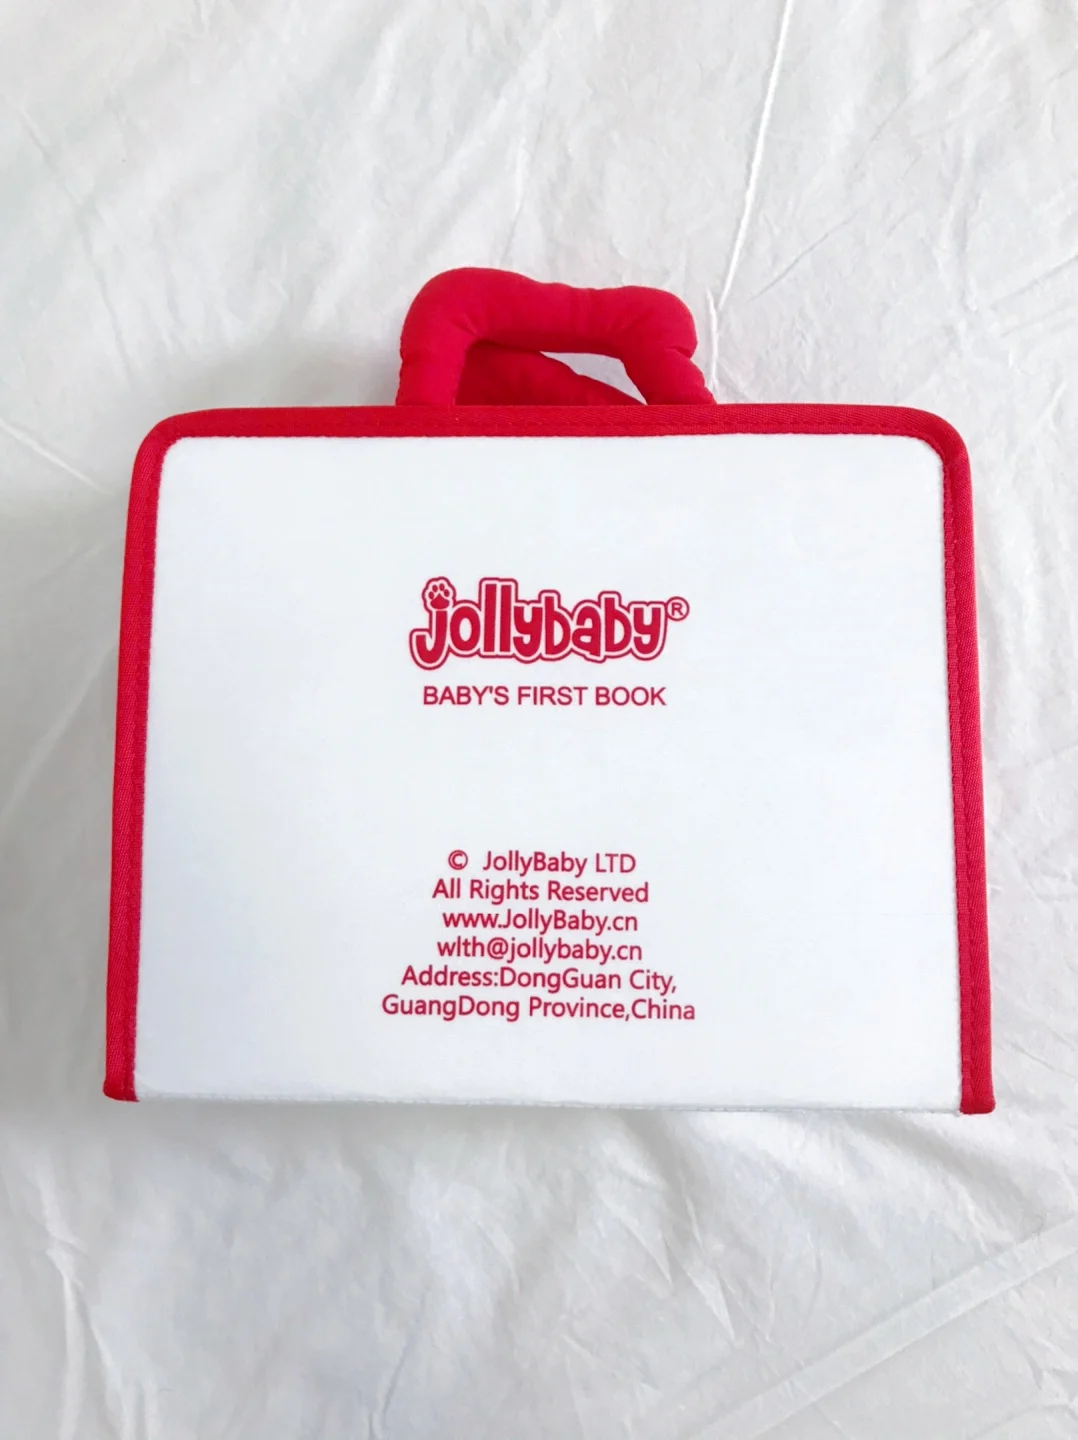 jollybaby®
BABY'S FIRST BOOK
© JollyBaby LTD
All Rights Reserved
www.JollyBaby.cn
wlth@jollybaby.cn
Address:DongGuan City,
GuangDong Province,China